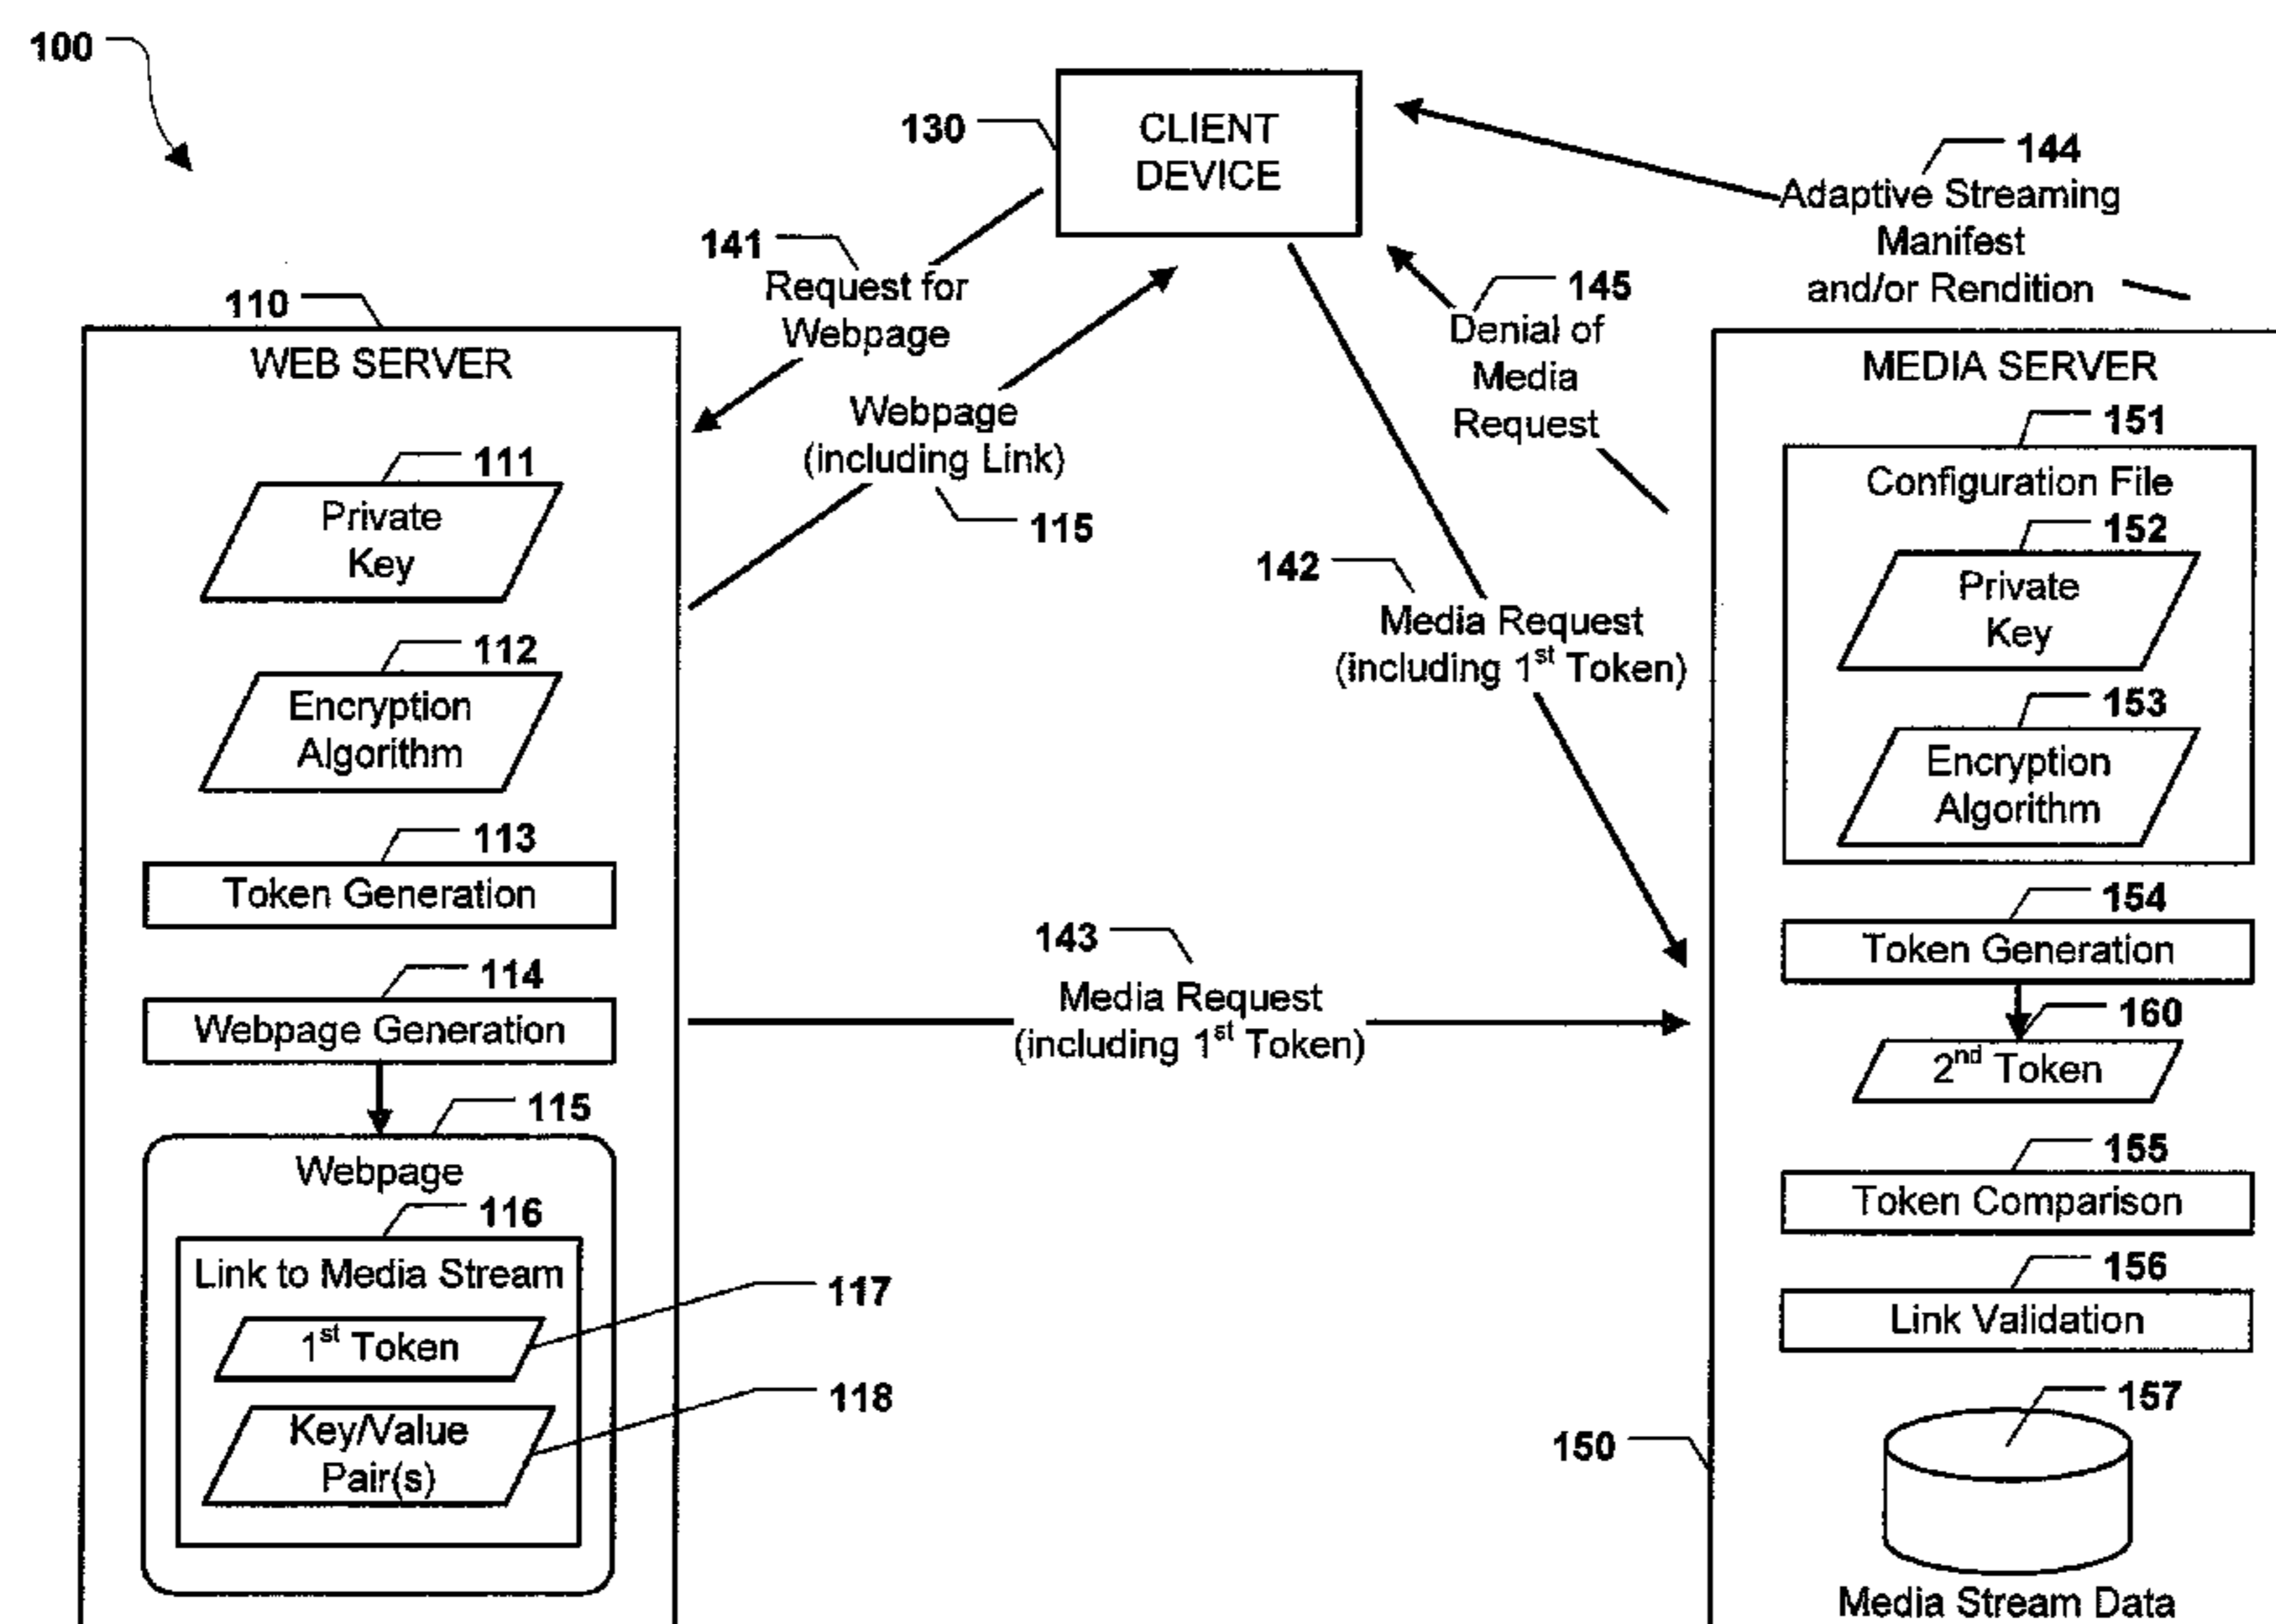 100
130
CLIENT
DEVICE
144
Adaptive Streaming
Manifest
and/or Rendition
141
Request for
Webpage
145
Denial of
Media
Request
Webpage
(including Link)
115
142
Media Request
(including 1st Token)
143
Media Request
(including 1st Token)
110
WEB SERVER
111
Private
Key
112
Encryption
Algorithm
113
Token Generation
114
Webpage Generation
115
Webpage
116
Link to Media Stream
1st Token
117
Key/Value
Pair(s)
118
MEDIA SERVER
151
Configuration File
152
Private
Key
153
Encryption
Algorithm
154
Token Generation
160
2nd Token
155
Token Comparison
156
Link Validation
157
150
Media Stream Data